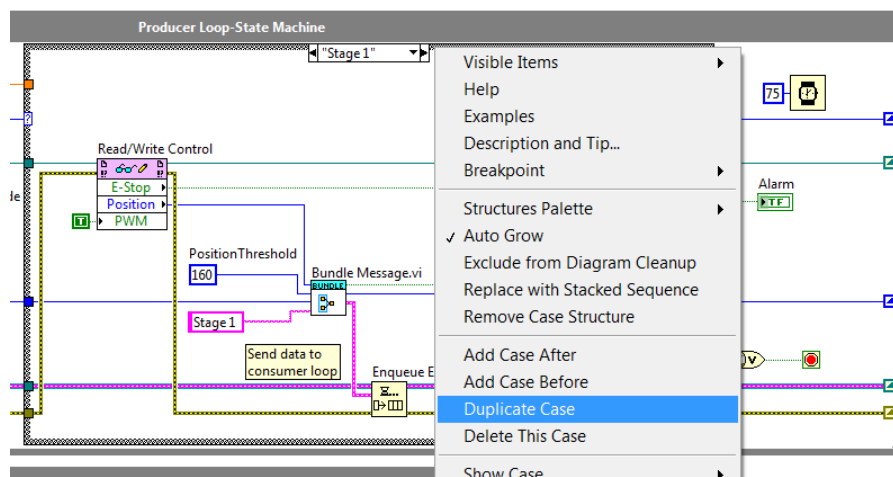 Producer Loop-State Machine
"Stage 1"
Visible Items
Help
Examples
Description and Tip...
Breakpoint
Structures Palette
✓ Auto Grow
Exclude from Diagram Cleanup
Replace with Stacked Sequence
Remove Case Structure
Add Case After
Add Case Before
Duplicate Case
Delete This Case
Show Case
75
?
Read/Write Control
E-Stop
Position
PWM
T
de
PositionThreshold
160
Bundle Message.vi
BUNDLE
Stage 1
Send data to
consumer loop
Enqueue E
Alarm
TF
V